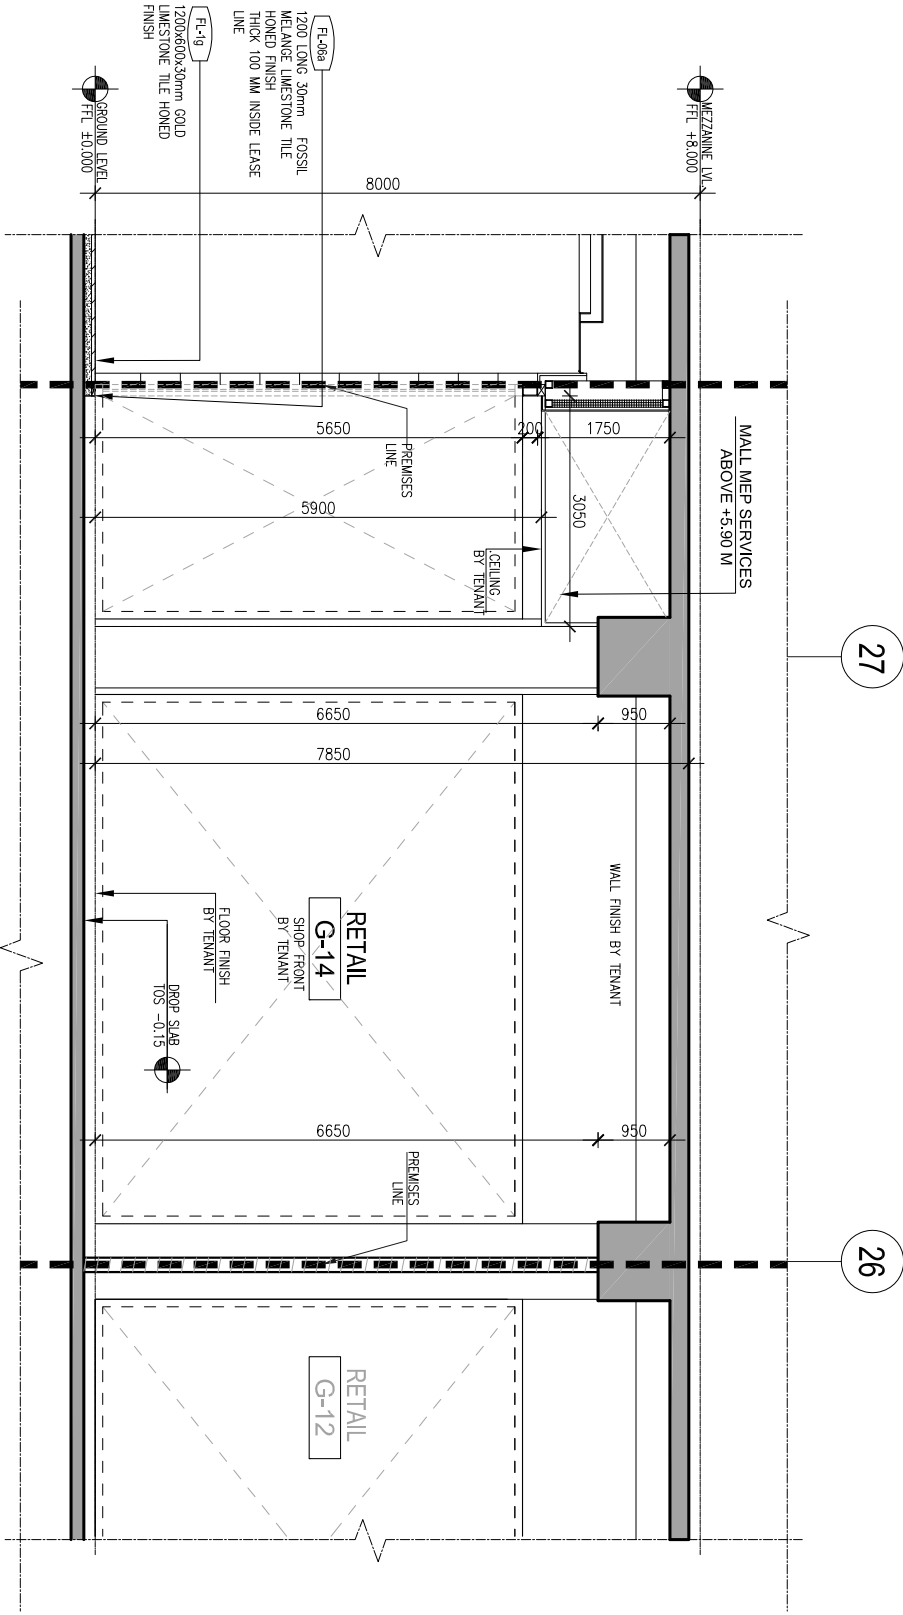 27
26
MEZZANINE LVL.
FFL +8.000
MALL MEP SERVICES
ABOVE +5.90 M
8000
1750
200
5650
PREMISES
LINE
5900
3050
CEILING
BY TENANT
6650
950
7850
WALL FINISH BY TENANT
RETAIL
G-14
SHOP FRONT
BY TENANT
FLOOR FINISH
BY TENANT
DROP SLAB
TOS -0.15
6650
950
PREMISES
LINE
RETAIL
G-12
FL-06a
1200 LONG 30mm FOSSIL
MELANGE LIMESTONE TILE
HONED FINISH
THICK 100 MM INSIDE LEASE
LINE
FL-1g
1200x600x30mm GOLD
LIMESTONE TILE HONED
FINISH
GROUND LEVEL
FFL ±0.000